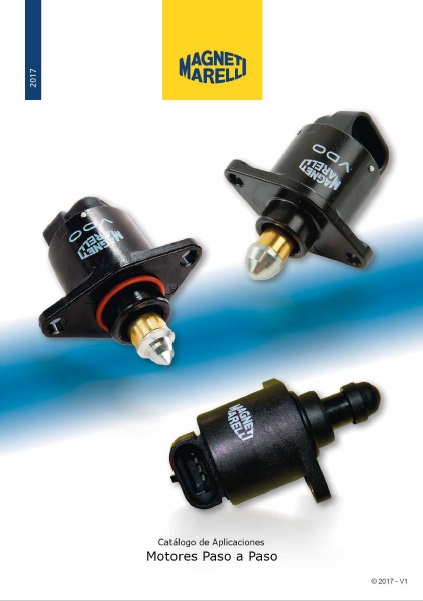 2017
MAGNETI
MARELLI
MAGNETI
MARELLI
VDO
VDO
MAGNETI
MARELLI
MAGNETI
MARELLI
Catálogo de Aplicaciones
Motores Paso a Paso
© 2017 - V1